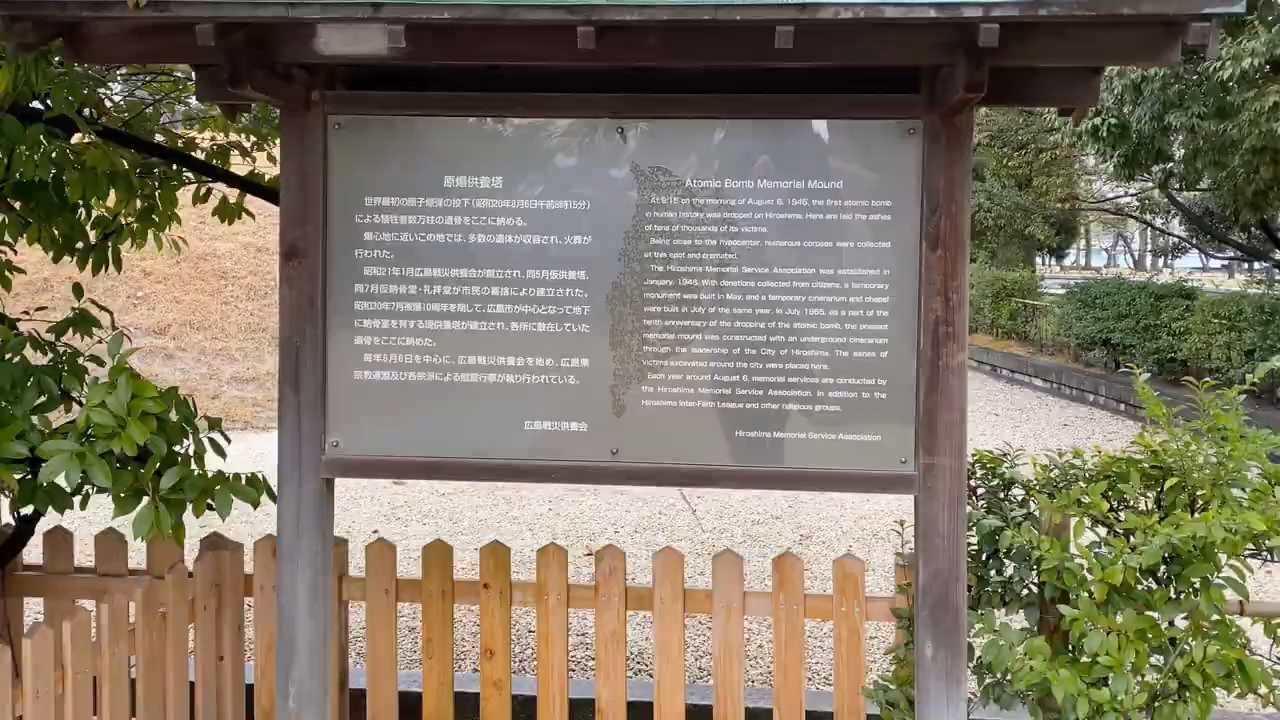 原爆供養塔
世界最初の原子爆弾の投下(昭和20年8月6日午前8時15分)
による犠牲者数万柱の遺骨をここに納める。
爆心地に近いこの地では、多数の遺体が収容され、火葬が
行われた。
昭和21年1月広島戦災供養会が創立され、同5月仮供養塔、
同7月仮納骨堂・礼拝堂が市民の喜捨により建立された。
昭和30年7月被爆10周年を期して、広島市が中心となって地下
に納骨室を有する現供養塔が建立され、各所に散在していた
遺骨をここに納めた。
毎年8月6日を中心に、広島戦災供養会を始め、広島県
宗教連盟及び各宗派による慰霊行事が執り行われている。
広島戦災供養会
Atomic Bomb Memorial Mound
At 8:15 on the morning of August 6, 1945, the first atomic bomb
in human history was dropped on Hiroshima. Here are laid the ashes
of tens of thousands of its victims.
Being close to the hypocenter, numerous corpses were collected
at this spot and cremated.
The Hiroshima Memorial Service Association was established in
January, 1946. With donations collected from citizens, a temporary
monument was built in May, and a temporary cinerarium and chapel
were built in July of the same year. In July 1955, as a part of the
tenth anniversary of the dropping of the atomic bomb, the present
memorial mound was constructed with an underground cinerarium
through the leadership of the City of Hiroshima. The ashes of
victims excavated around the city were placed here.
Each year around August 6, memorial services are conducted by
the Hiroshima Memorial Service Association, in addition to the
Hiroshima Inter-Faith League and other religious groups.
Hiroshima Memorial Service Association